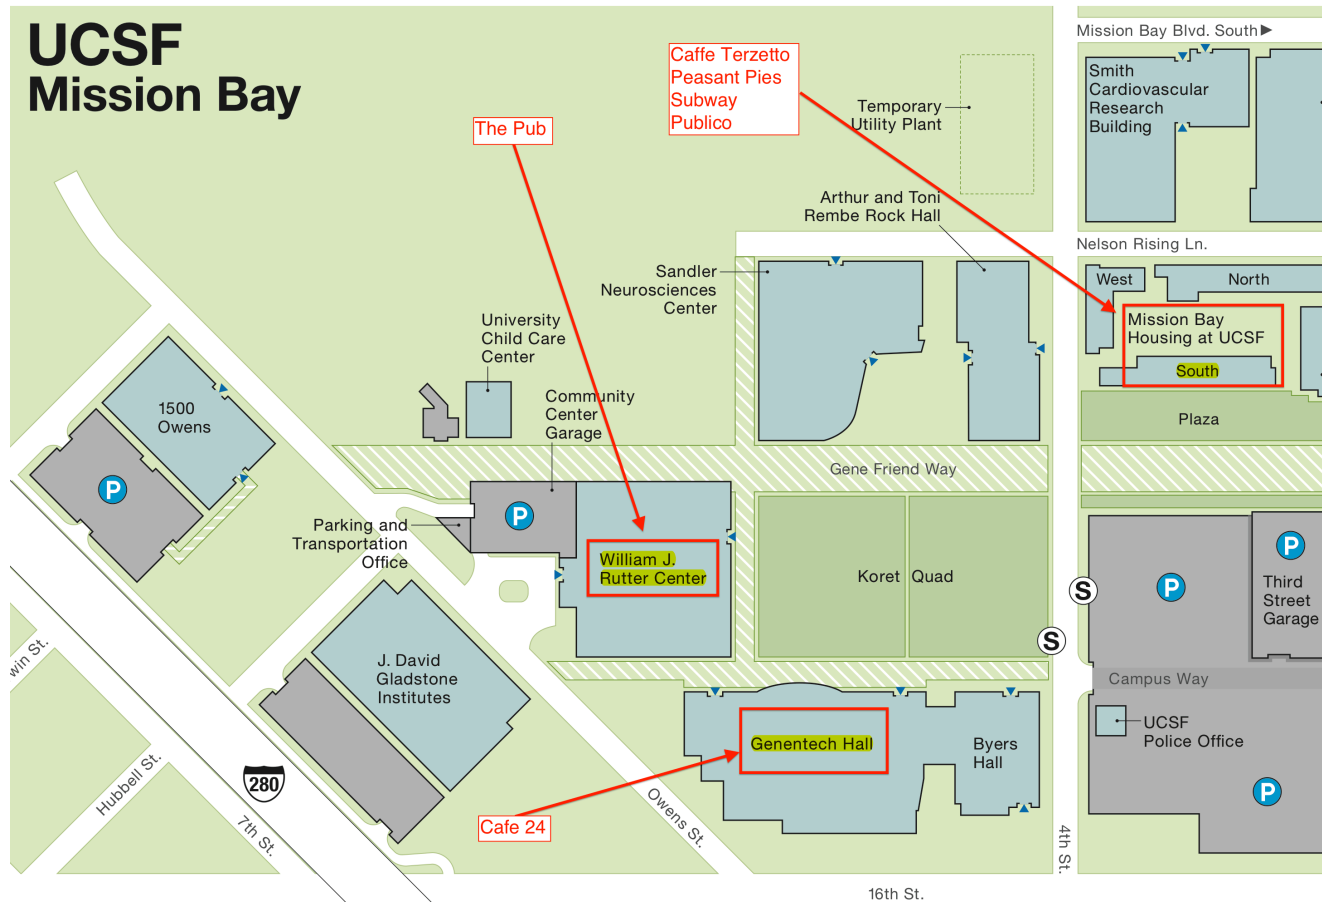 UCSF
Mission Bay
Mission Bay Blvd. South
Caffe Terzetto
Peasant Pies
Subway
Publico
Smith
Cardiovascular
Research
Building
Temporary
Utility Plant
The Pub
Arthur and Toni
Rembe Rock Hall
Nelson Rising Ln.
Sandler
Neurosciences
Center
West
North
University
Child Care
Center
Mission Bay
Housing at UCSF
South
1500
Owens
Community
Center
Garage
Plaza
Gene Friend Way
P
P
Parking and
Transportation
Office
William J.
Rutter Center
Koret Quad
P
P
Third
Street
Garage
S
S
win St.
J. David
Gladstone
Institutes
Campus Way
Genentech Hall
Byers
Hall
UCSF
Police Office
280
Hubbell St.
7th St.
Cafe 24
Owens St.
P
4th St.
16th St.